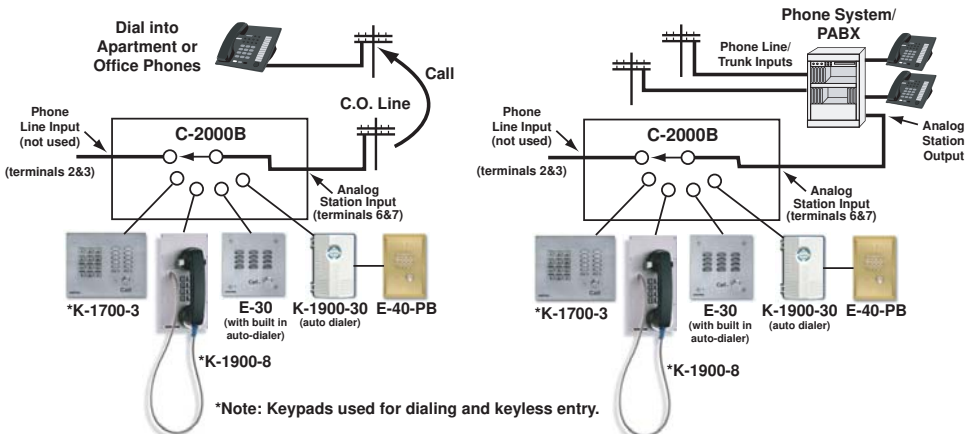 Dial into
Apartment or
Office Phones
Call
C.O. Line
Phone
Line Input
(not used)
(terminals 2&3)
C-2000B
Analog
Station Input
(terminals 6&7)
*K-1700-3
*K-1900-8
E-30
(with built in
auto-dialer)
K-1900-30
(auto dialer)
E-40-PB
Phone System/
PABX
Phone Line/
Trunk Inputs
Analog
Station
Output
Phone
Line Input
(not used)
(terminals 2&3)
C-2000B
Analog
Station Input
(terminals 6&7)
*K-1700-3
*K-1900-8
E-30
(with built in
auto-dialer)
K-1900-30
(auto dialer)
E-40-PB
*Note: Keypads used for dialing and keyless entry.